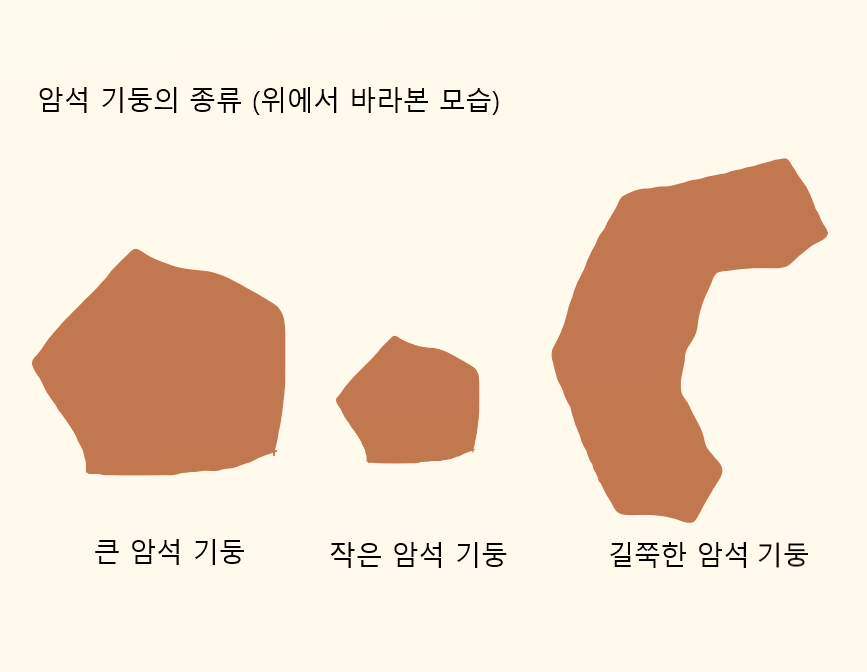 암석 기둥의 종류 (위에서 바라본 모습)
큰 암석 기둥
작은 암석 기둥
길쭉한 암석 기둥